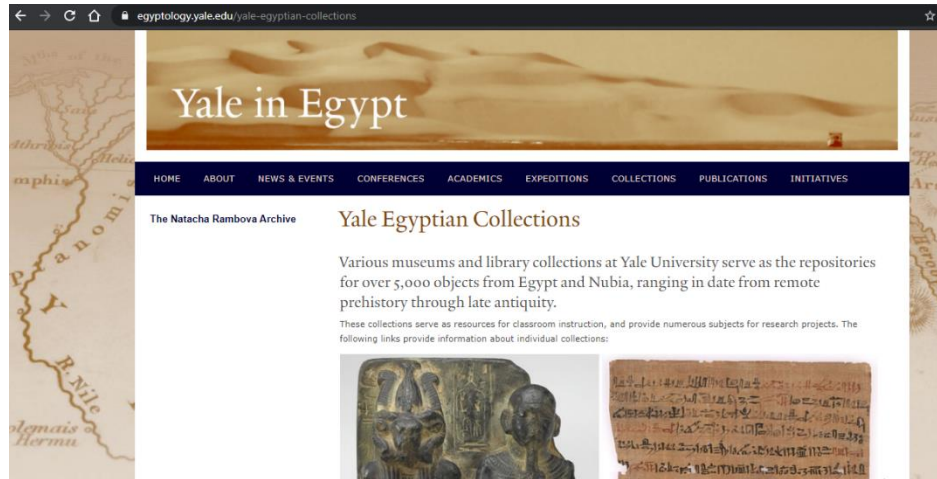 egyptology.yale.edu/yale-egyptian-collections
Yale in Egypt
HOME ABOUT NEWS & EVENTS CONFERENCES ACADEMICS EXPEDITIONS COLLECTIONS PUBLICATIONS INITIATIVES
The Natacha Rambova Archive
Yale Egyptian Collections
Various museums and library collections at Yale University serve as the repositories
for over 5,000 objects from Egypt and Nubia, ranging in date from remote
prehistory through late antiquity.
These collections serve as resources for classroom instruction, and provide numerous subjects for research projects. The
following links provide information about individual collections:
R. Nile